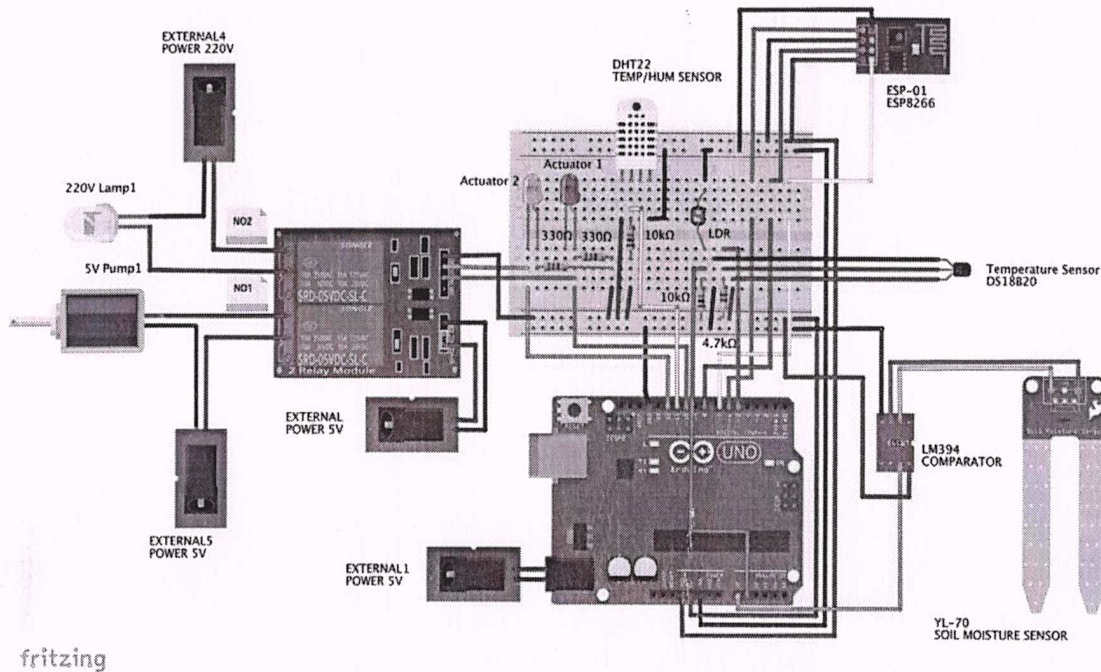 EXTERNAL4
POWER 220V
DHT22
TEMP/HUM SENSOR
ESP-01
ESP8266
220V Lamp1
NO2
Actuator 1
Actuator 2
330Ω
330Ω
10kΩ
LDR
5V Pump1
NO1
SRD-05VDC-SL-C
Temperature Sensor
DS18B20
10kΩ
4.7kΩ
SRD-05VDC-SL-C
2 Relay Module
EXTERNAL
POWER 5V
UNO
Arduino
LM394
COMPARATOR
EXTERNAL5
POWER 5V
EXTERNAL1
POWER 5V
YL-70
SOIL MOISTURE SENSOR
fritzing